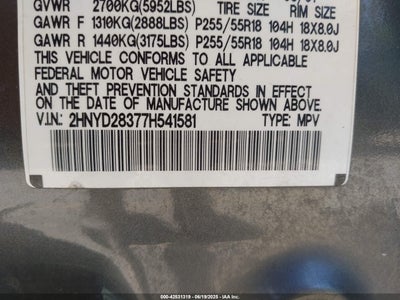 GVWR 2700KG(5952LBS) TIRE SIZE RIM SIZE
GAWR F 1310KG(2888LBS) P255/55R18 104H 18X8.0J
GAWR R 1440KG(3175LBS) P255/55R18 104H 18X8.0J
THIS VEHICLE CONFORMS TO ALL APPLICABLE
FEDERAL MOTOR VEHICLE SAFETY
AND THEFT PREVENTION STANDARDS IN
EFFECT ON THE DATE OF MANUFACTURE
SHOWN ABOVE.
V.I.N.: 2HNYD28377H541581 TYPE: MPV
000-42531319 - 06/19/2025 - IAA Inc.